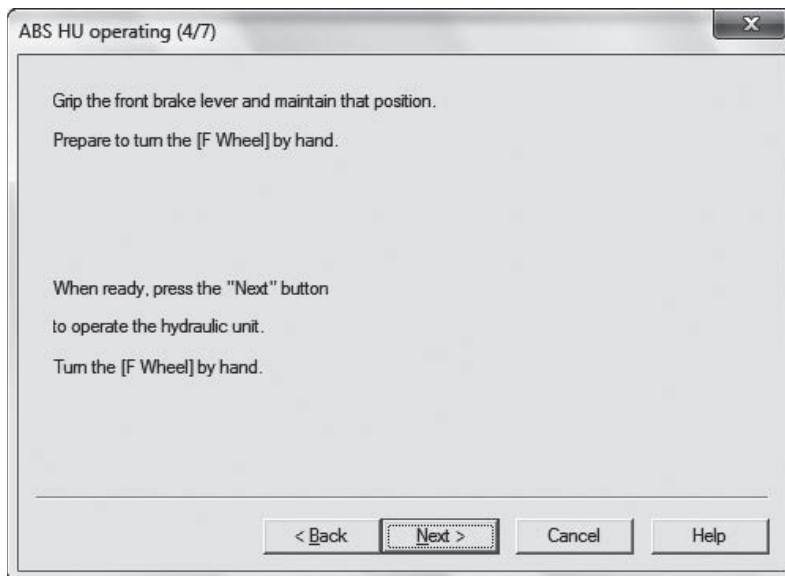 ABS HU operating (4/7)
Grip the front brake lever and maintain that position.
Prepare to turn the [F Wheel] by hand.
When ready, press the "Next" button
to operate the hydraulic unit.
Turn the [F Wheel] by hand.
< Back Next > Cancel Help